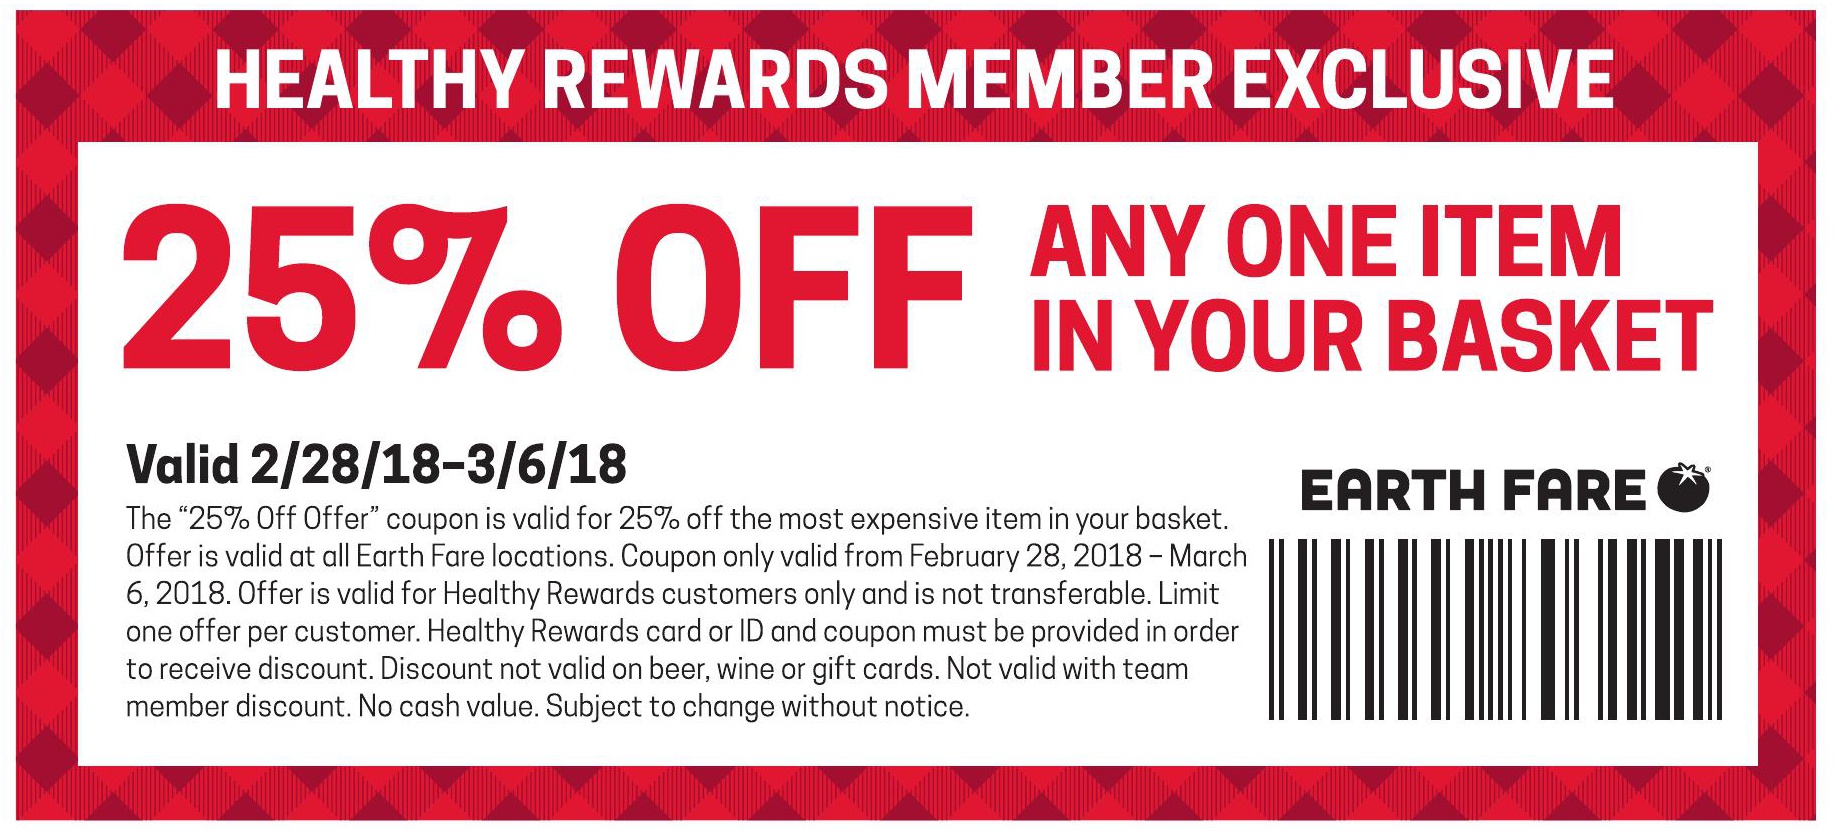 HEALTHY REWARDS MEMBER EXCLUSIVE
25% OFF
ANY ONE ITEM
IN YOUR BASKET
Valid 2/28/18–3/6/18
The “25% Off Offer” coupon is valid for 25% off the most expensive item in your basket.
Offer is valid at all Earth Fare locations. Coupon only valid from February 28, 2018 – March
6, 2018. Offer is valid for Healthy Rewards customers only and is not transferable. Limit
one offer per customer. Healthy Rewards card or ID and coupon must be provided in order
to receive discount. Discount not valid on beer, wine or gift cards. Not valid with team
member discount. No cash value. Subject to change without notice.
EARTH FARE ®